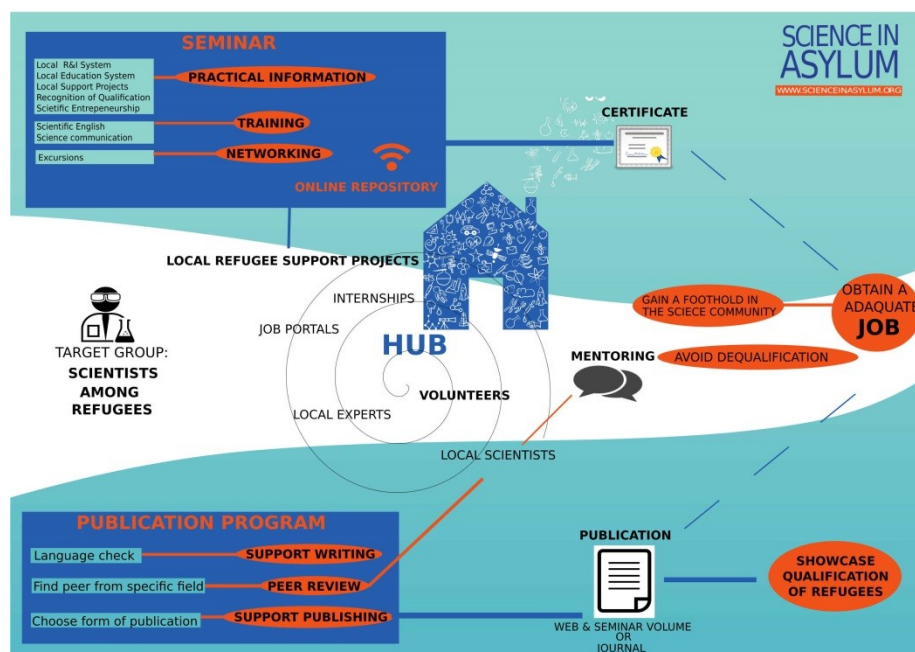 SEMINAR
Local R&I System
Local Education System
Local Support Projects
Recognition of Qualification
Scietific Entrepeneurship
PRACTICAL INFORMATION
Scientific English
Science communication
TRAINING
Excursions
NETWORKING
ONLINE REPOSITORY
SCIENCE IN
ASYLUM
WWW.SCIENCEINASYLUM.ORG
CERTIFICATE
LOCAL REFUGEE SUPPORT PROJECTS
INTERNSHIPS
JOB PORTALS
HUB
VOLUNTEERS
LOCAL EXPERTS
LOCAL SCIENTISTS
TARGET GROUP:
SCIENTISTS
AMONG
REFUGEES
MENTORING
GAIN A FOOTHOLD IN
THE SCIECE COMMUNITY
AVOID DEQUALIFICATION
OBTAIN A
ADAQUATE
JOB
PUBLICATION PROGRAM
Language check
SUPPORT WRITING
Find peer from specific field
PEER REVIEW
Choose form of publication
SUPPORT PUBLISHING
PUBLICATION
WEB & SEMINAR VOLUME
OR
JOURNAL
SHOWCASE
QUALIFICATION
OF REFUGEES